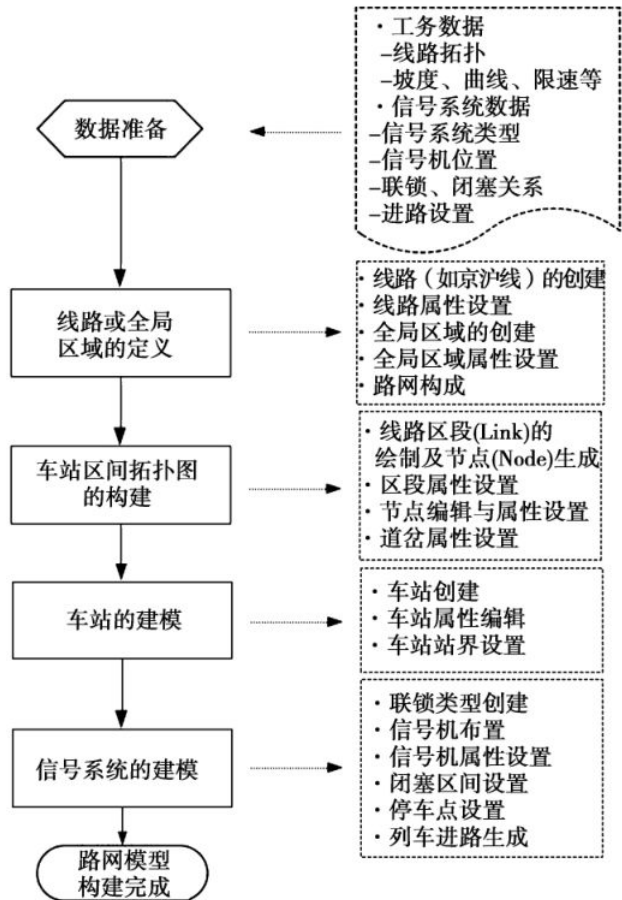 ·工务数据
-线路拓扑
-坡度、曲线、限速等
·信号系统数据
-信号系统类型
-信号机位置
-联锁、闭塞关系
-进路设置
数据准备
线路或全局
区域的定义
·线路(如京沪线)的创建
·线路属性设置
·全局区域的创建
·全局区域属性设置
·路网构成
车站区间拓扑图
的构建
·线路区段(Link)的
绘制及节点(Node)生成
·区段属性设置
·节点编辑与属性设置
·道岔属性设置
车站的建模
·车站创建
·车站属性编辑
·车站站界设置
信号系统的建模
·联锁类型创建
·信号机布置
·信号机属性设置
·闭塞区间设置
·停车点设置
·列车进路生成
路网模型
构建完成